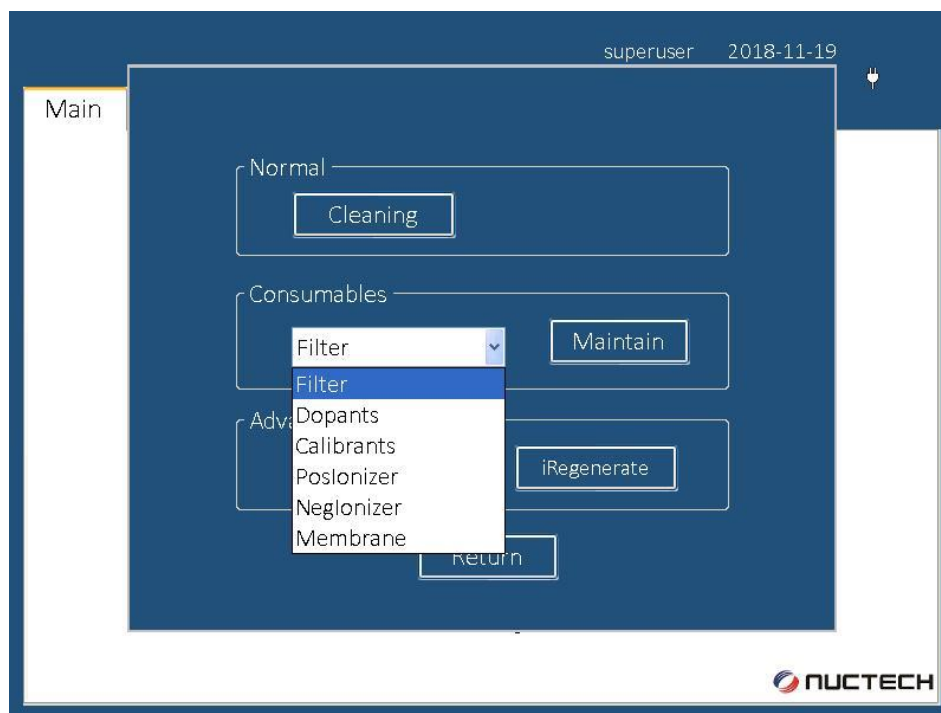 superuser 2018-11-19
Main
Normal
Cleaning
Consumables
Filter
Maintain
Filter
Dopants
Calibrants
PosIonizer
NegIonizer
Membrane
Adva
iRegenerate
Return
NUCTECH